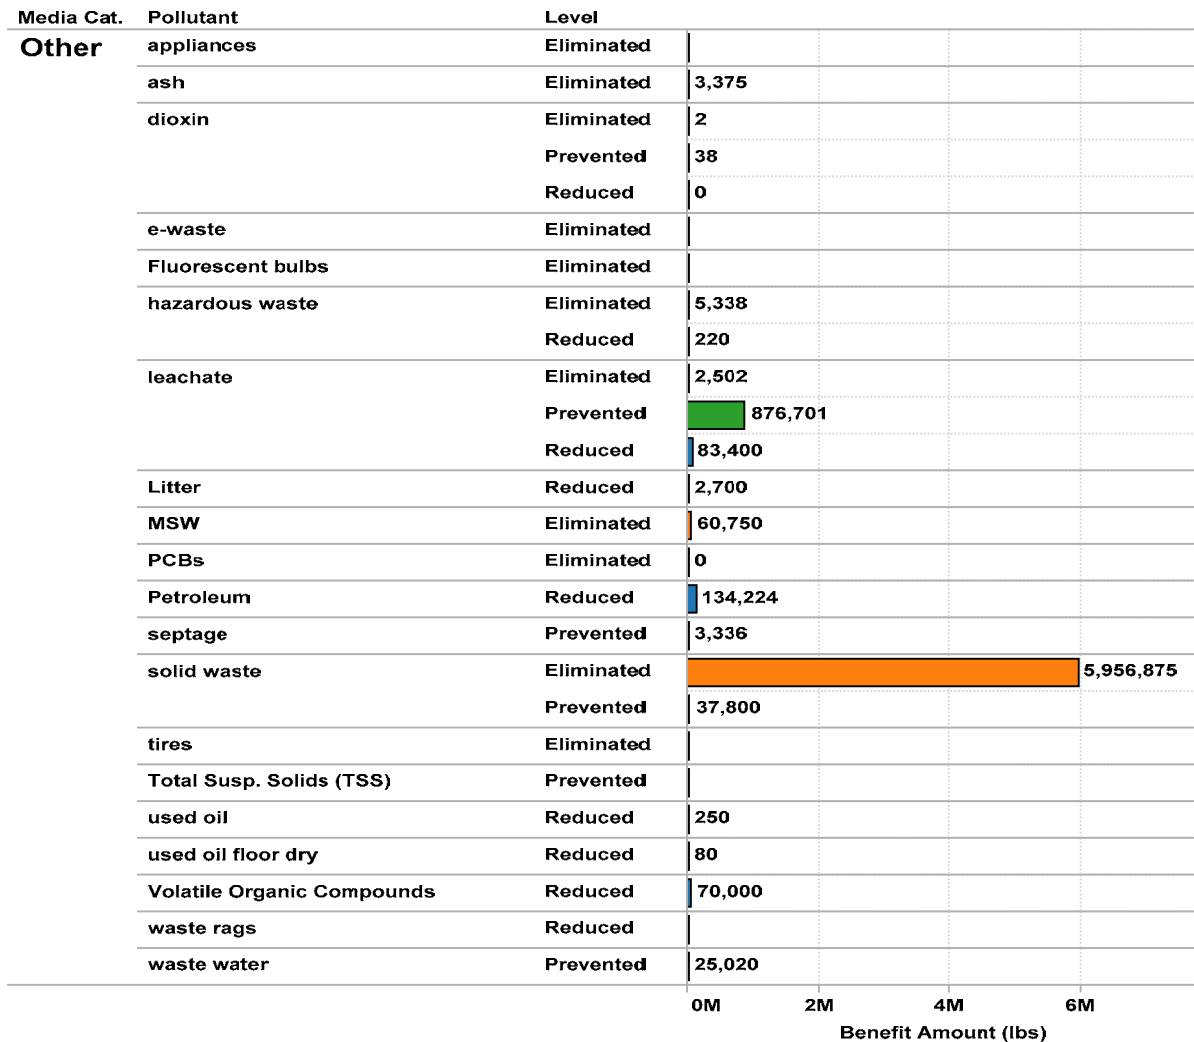 Media Cat. Pollutant Level
Other appliances Eliminated
ash Eliminated 3,375
dioxin Eliminated 2
Prevented 38
Reduced 0
e-waste Eliminated
Fluorescent bulbs Eliminated
hazardous waste Eliminated 5,338
Reduced 220
leachate Eliminated 2,502
Prevented 876,701
Reduced 83,400
Litter Reduced 2,700
MSW Eliminated 60,750
PCBs Eliminated 0
Petroleum Reduced 134,224
septage Prevented 3,336
solid waste Eliminated 5,956,875
Prevented 37,800
tires Eliminated
Total Susp. Solids (TSS) Prevented
used oil Reduced 250
used oil floor dry Reduced 80
Volatile Organic Compounds Reduced 70,000
waste rags Reduced
waste water Prevented 25,020
0M 2M 4M 6M
Benefit Amount (lbs)